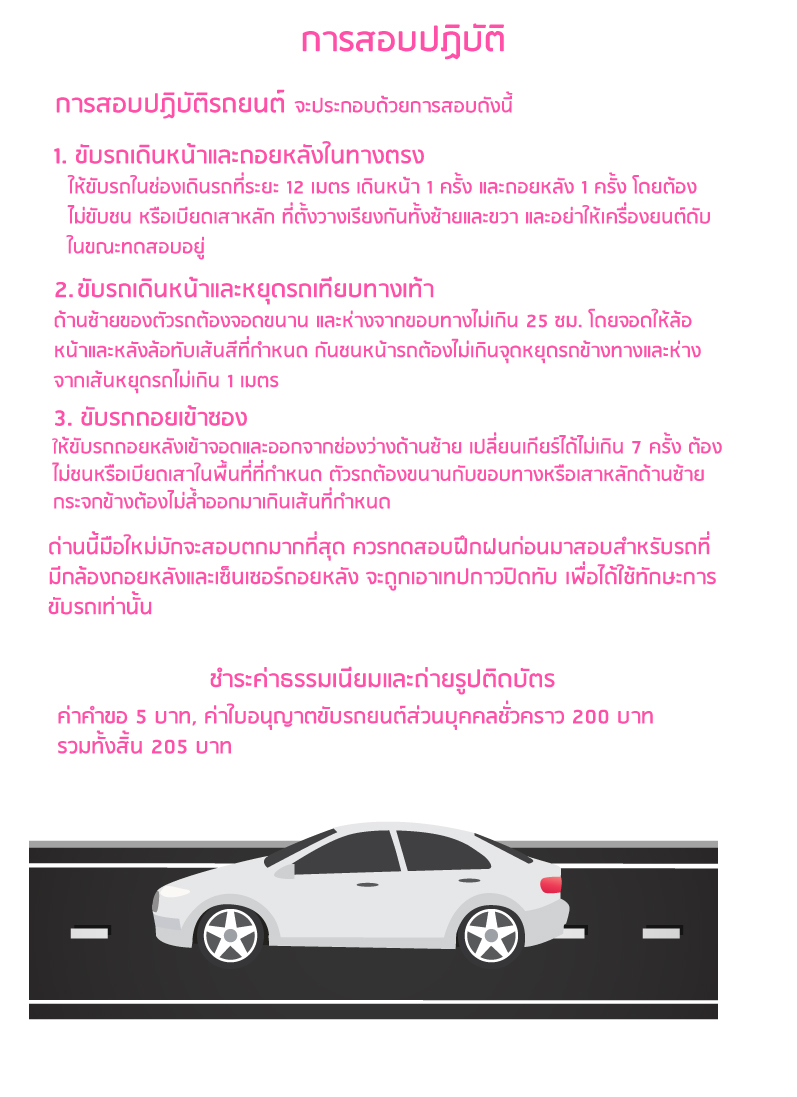 การสอบปฏิบัติ
การสอบปฏิบัติรถยนต์ จะประกอบด้วยการสอบดังนี้
1. ขับรถเดินหน้าและถอยหลังในทางตรง
ให้ขับรถในช่องเดินรถที่ระยะ 12 เมตร เดินหน้า 1 ครั้ง และถอยหลัง 1 ครั้ง โดยต้อง
ไม่ขับชน หรือเบียดเสาหลัก ที่ตั้งวางเรียงกันทั้งซ้ายและขวา และอย่าให้เครื่องยนต์ดับ
ในขณะทดสอบอยู่
2. ขับรถเดินหน้าและหยุดรถเทียบทางเท้า
ด้านซ้ายของตัวรถต้องจอดขนาน และห่างจากขอบทางไม่เกิน 25 ซม. โดยจอดให้ล้อ
หน้าและหลังล้อทับเส้นสีที่กำหนด กันชนหน้ารถต้องไม่เกินจุดหยุดรถข้างทางและห่าง
จากเส้นหยุดรถไม่เกิน 1 เมตร
3. ขับรถถอยเข้าซอง
ให้ขับรถถอยหลังเข้าจอดและออกจากช่องว่างด้านซ้าย เปลี่ยนเกียร์ได้ไม่เกิน 7 ครั้ง ต้อง
ไม่ชนหรือเบียดเสาในพื้นที่ที่กำหนด ตัวรถต้องขนานกับขอบทางหรือเสาหลักด้านซ้าย
กระจกข้างต้องไม่ล้ำออกมาเกินเส้นที่กำหนด
ด่านนี้มือใหม่มักจะสอบตกมากที่สุด ควรทดสอบฝึกฝนก่อนมาสอบสำหรับรถที่
มีกล้องถอยหลังและเซ็นเซอร์ถอยหลัง จะถูกเอาเทปกาวปิดทับ เพื่อได้ใช้ทักษะการ
ขับรถเท่านั้น
ชำระค่าธรรมเนียมและถ่ายรูปติดบัตร
ค่าคำขอ 5 บาท, ค่าใบอนุญาตขับรถยนต์ส่วนบุคคลชั่วคราว 200 บาท
รวมทั้งสิ้น 205 บาท